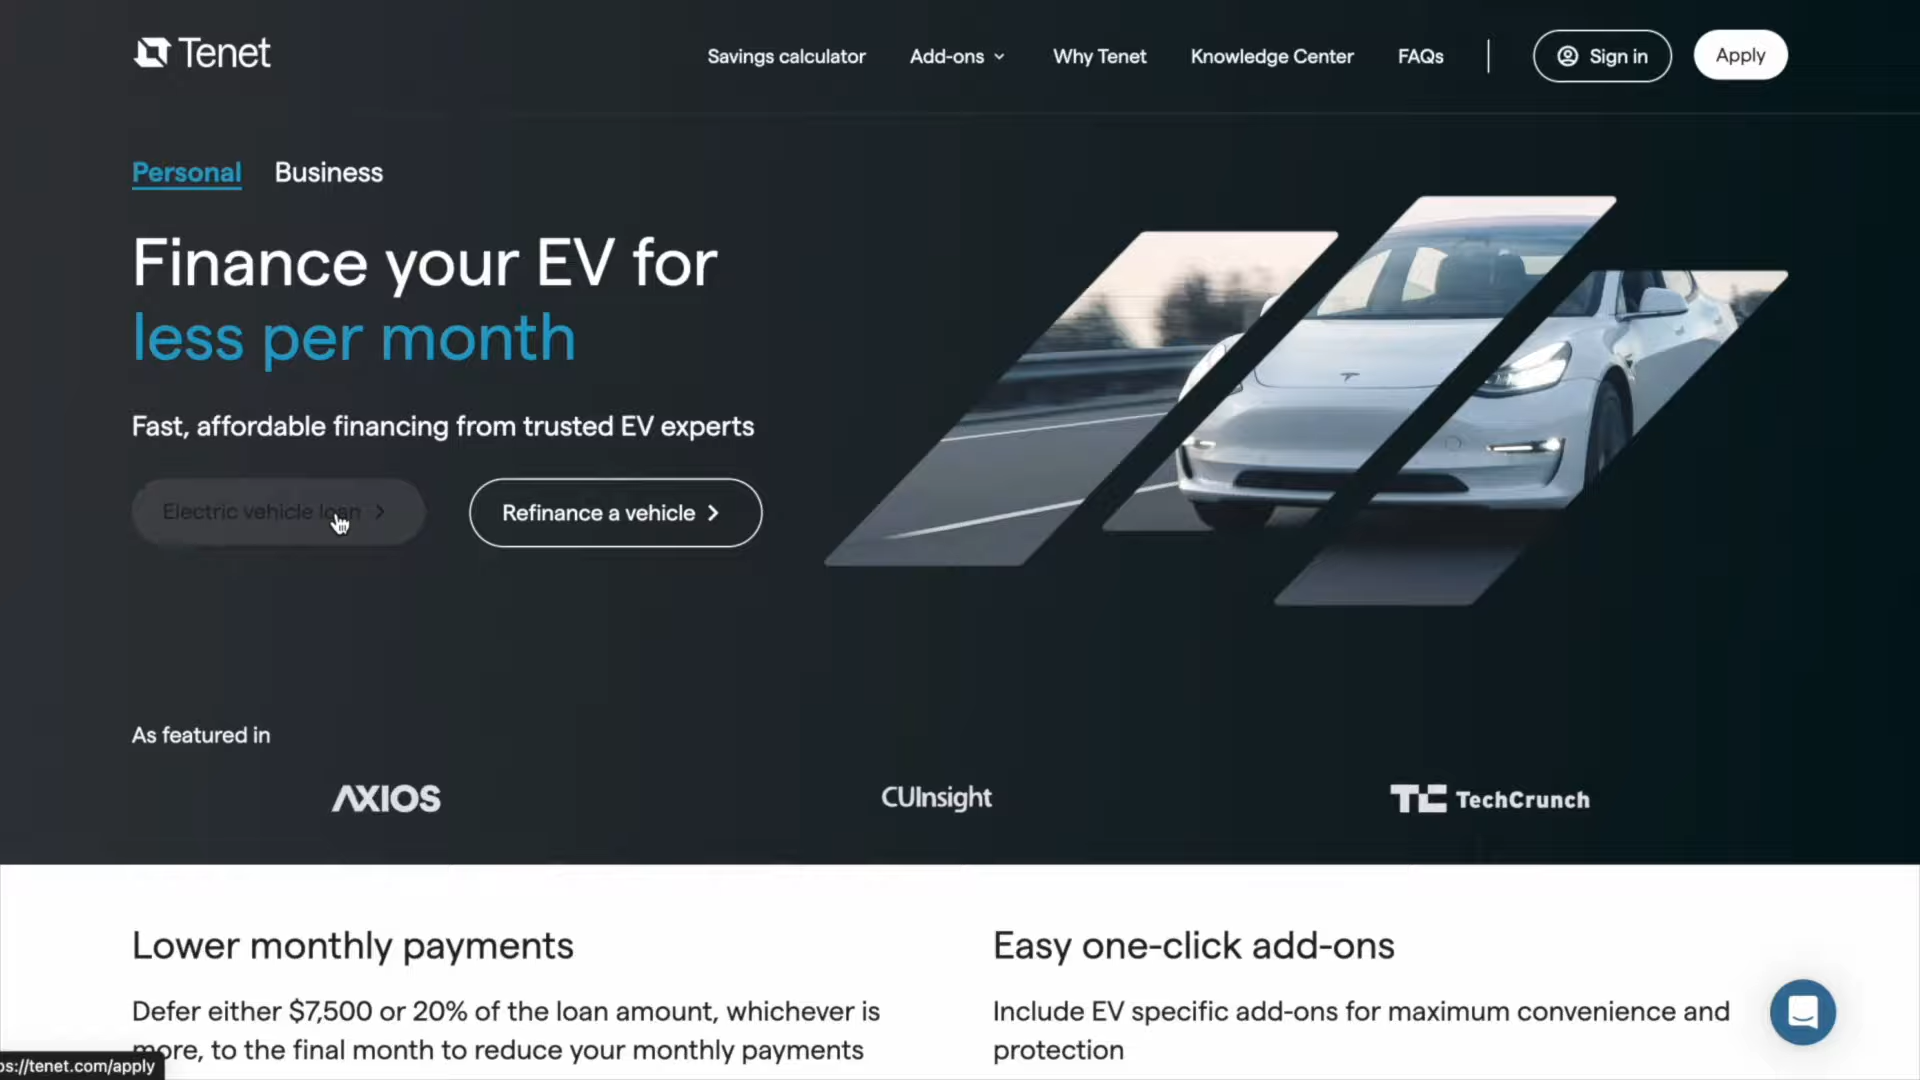 Tenet
Savings calculator
Add-ons
Why Tenet
Knowledge Center
FAQs
Sign in
Apply
Personal
Business
Finance your EV for
less per month
Fast, affordable financing from trusted EV experts
Electric vehicle loan
Refinance a vehicle
As featured in
AXIOS
CUInsight
TC TechCrunch
Lower monthly payments
Defer either $7,500 or 20% of the loan amount, whichever is
more, to the final month to reduce your monthly payments
Easy one-click add-ons
Include EV specific add-ons for maximum convenience and
protection
ps://tenet.com/apply